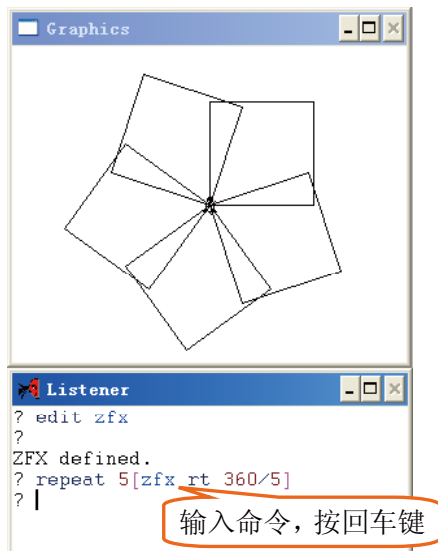 Graphics
Listener
? edit zfx
?
ZFX defined.
? repeat 5[zfx rt 360/5]
?
输入命令，按回车键